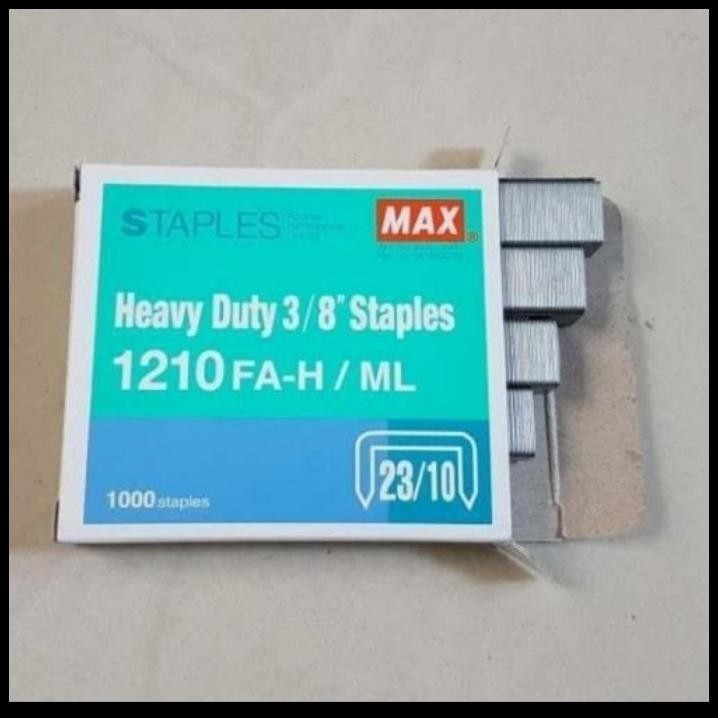 STAPLES
MAX®
Heavy Duty 3/8" Staples
1210 FA-H / ML
23/10
1000 staples